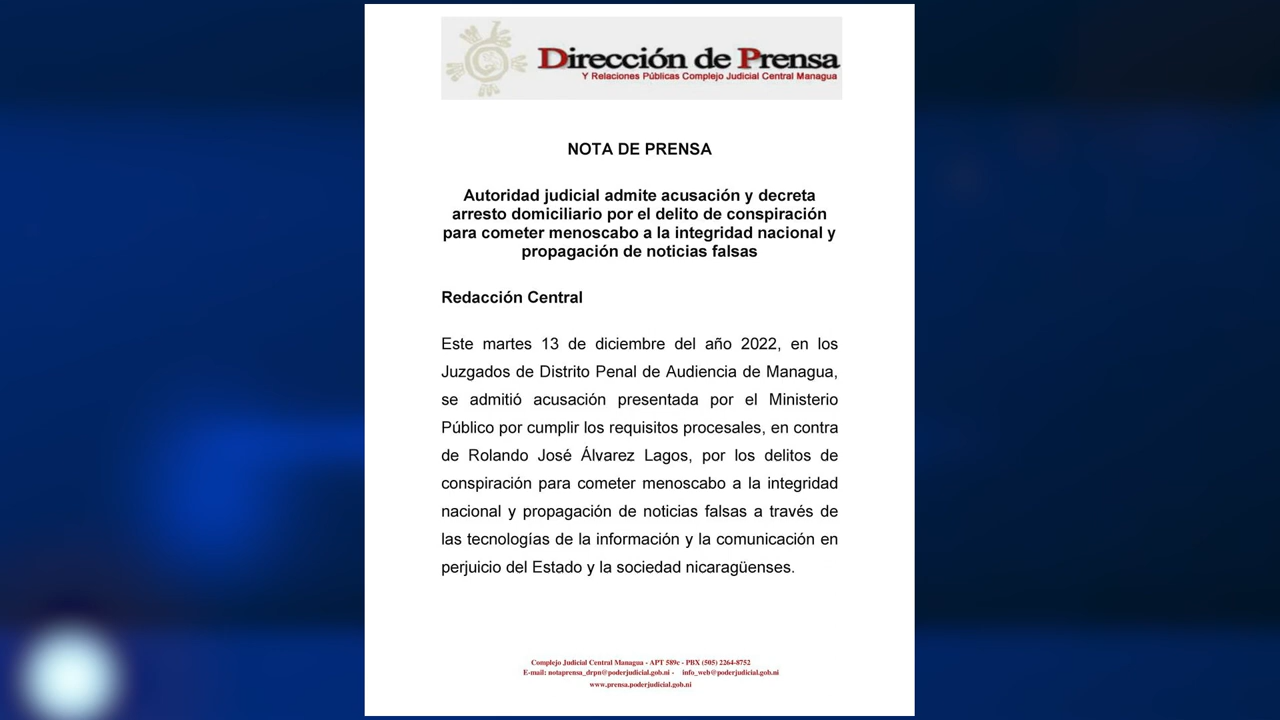 Dirección de Prensa
Y Relaciones Públicas Complejo Judicial Central Managua
NOTA DE PRENSA
Autoridad judicial admite acusación y decreta
arresto domiciliario por el delito de conspiración
para cometer menoscabo a la integridad nacional y
propagación de noticias falsas
Redacción Central
Este martes 13 de diciembre del año 2022, en los
Juzgados de Distrito Penal de Audiencia de Managua,
se admitió acusación presentada por el Ministerio
Público por cumplir los requisitos procesales, en contra
de Rolando José Álvarez Lagos, por los delitos de
conspiración para cometer menoscabo a la integridad
nacional y propagación de noticias falsas a través de
las tecnologías de la información y la comunicación en
perjuicio del Estado y la sociedad nicaragüenses.
Complejo Judicial Central Managua - APT 589c - PBX (505) 2264-8752
E-mail: notaprensa_drpn@poderjudicial.gob.ni - info_web@poderjudicial.gob.ni
www.prensa.poderjudicial.gob.ni